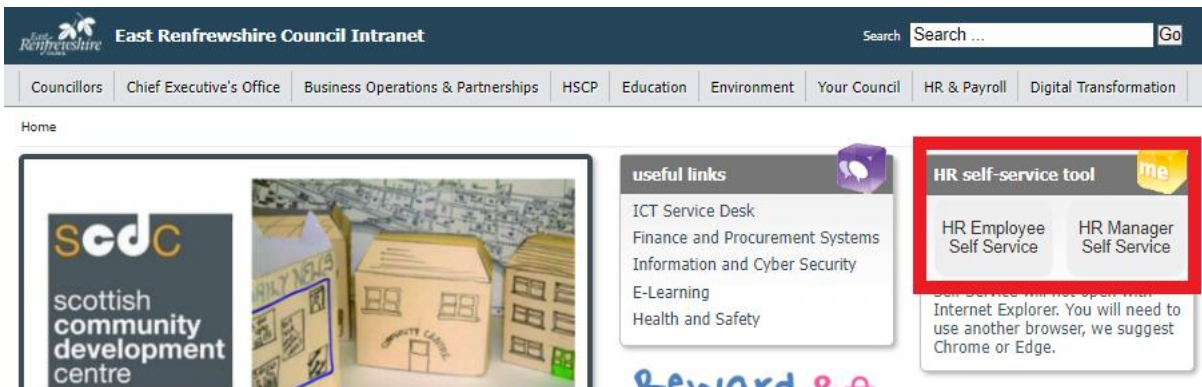 East
Renfrewshire
East Renfrewshire Council Intranet
Search
Search ...
Go
Councillors
Chief Executive's Office
Business Operations & Partnerships
HSCP
Education
Environment
Your Council
HR & Payroll
Digital Transformation
Home
scdc
scottish
community
development
centre
DAILY NEWS
COMMUNITY CENTRE
useful links
ICT Service Desk
Finance and Procurement Systems
Information and Cyber Security
E-Learning
Health and Safety
Reward
HR self-service tool
me
HR Employee
Self Service
HR Manager
Self Service
Self Service will not open with
Internet Explorer. You will need to
use another browser, we suggest
Chrome or Edge.